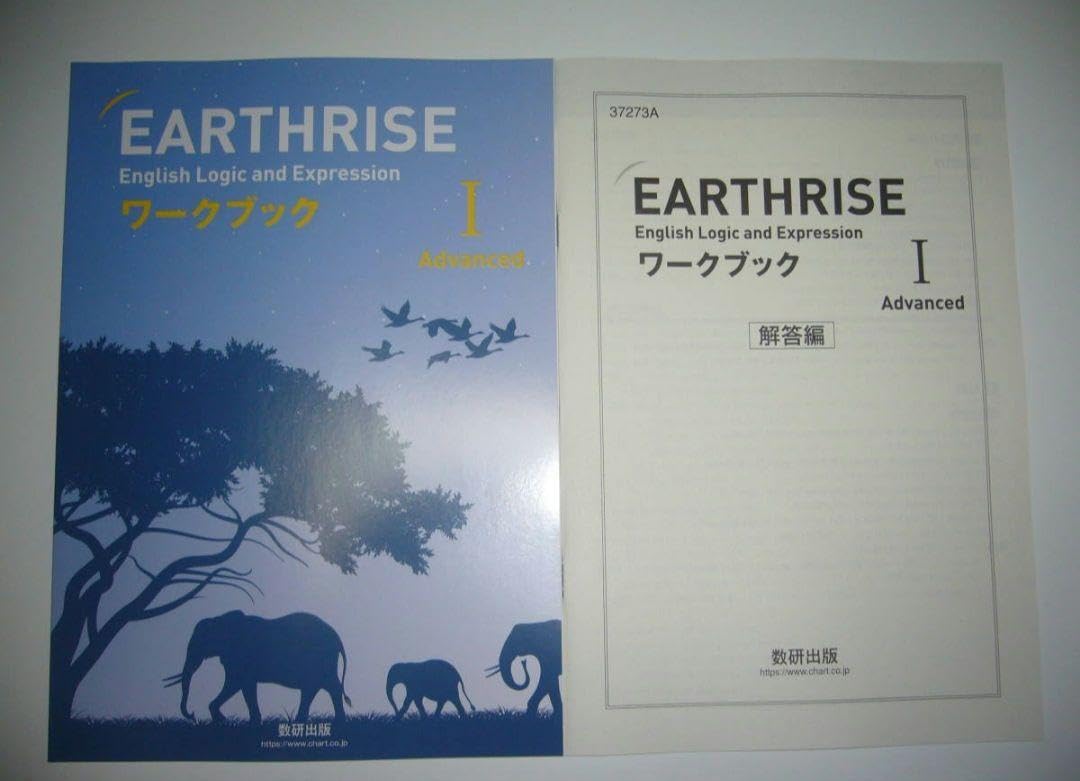 EARTHRISE
English Logic and Expression
ワークブック
I
Advanced
数研出版
https://www.chart.co.jp
37273A
EARTHRISE
English Logic and Expression
ワークブック
I
Advanced
解答編
数研出版
https://www.chart.co.jp